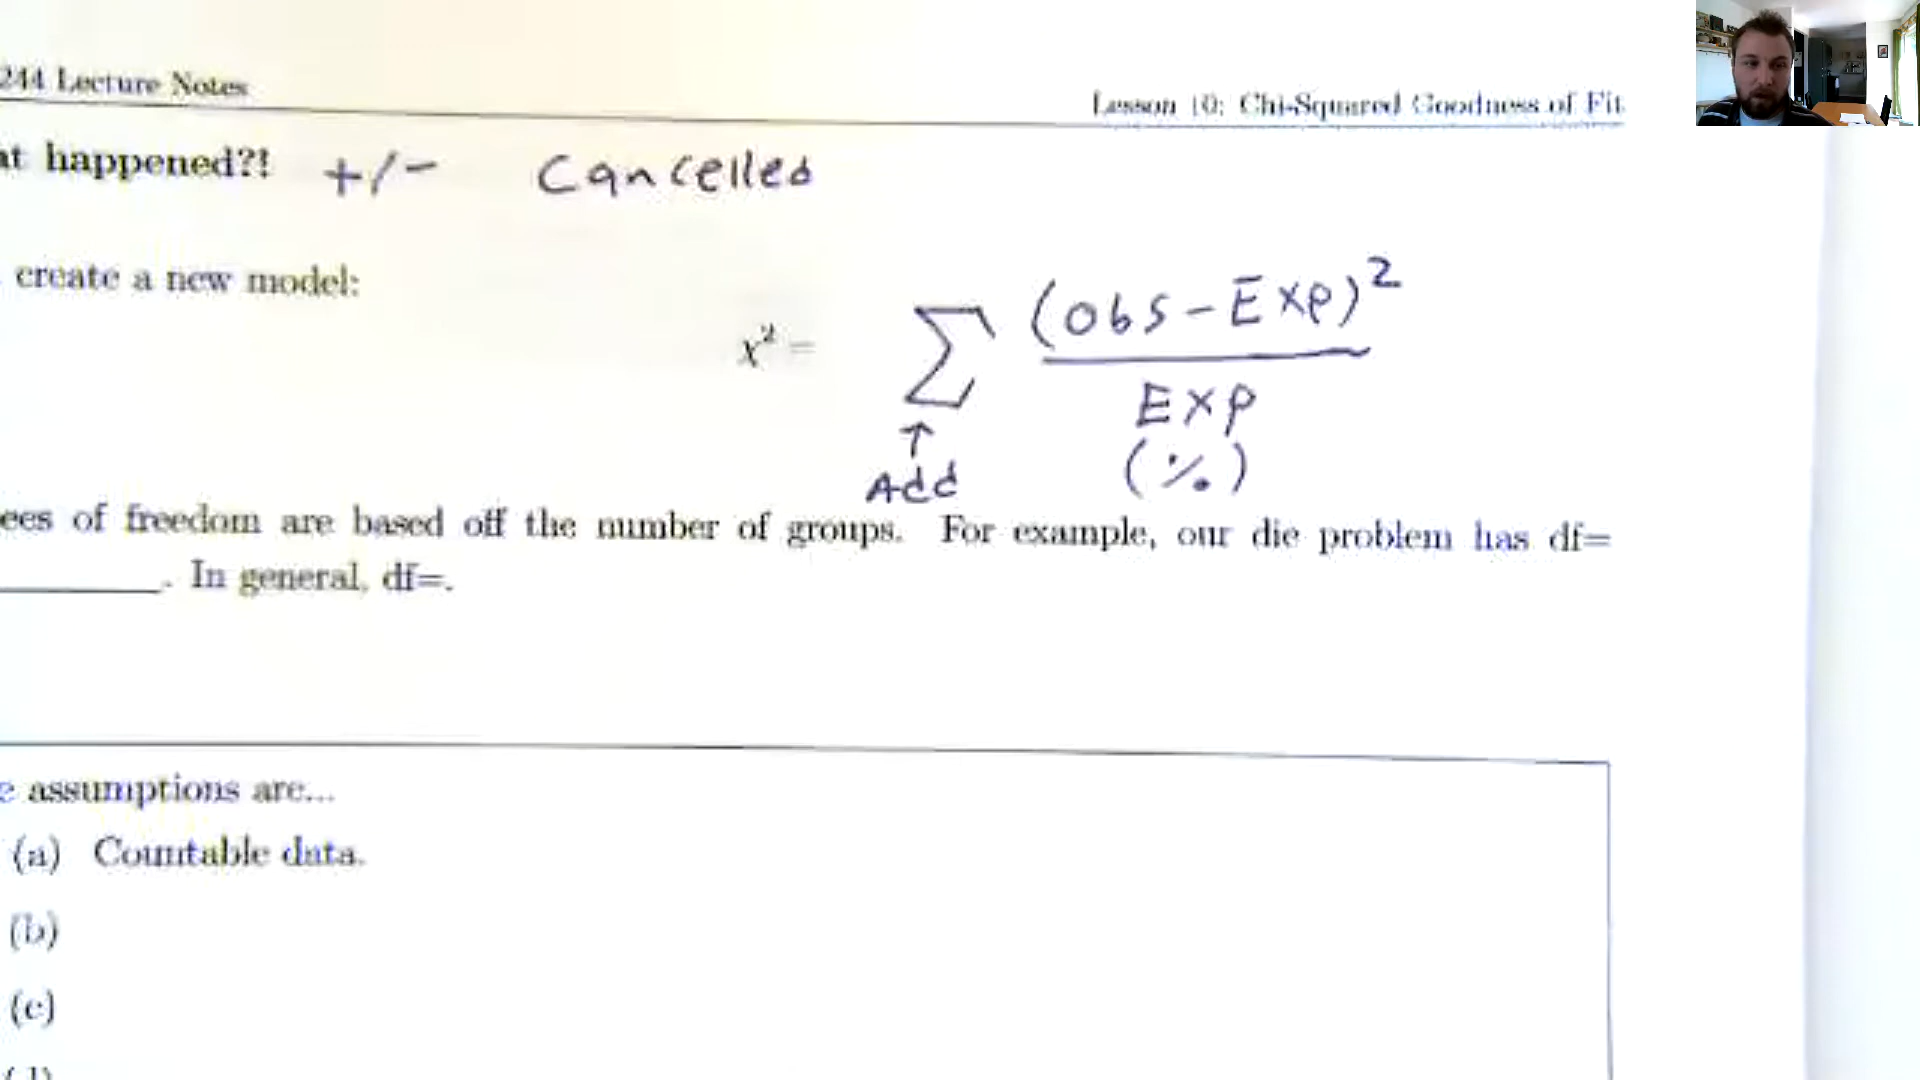 244 Lecture Notes
Lesson 10: Chi-Squared Goodness of Fit
happened?! +/- Cancelled
create a new model:
χ² = Σ (Obs - Exp)²
Exp
↑ (%)
Add
ees of freedom are based off the number of groups. For example, our die problem has df=
. In general, df=.
assumptions are...
(a) Countable data.
(b)
(c)